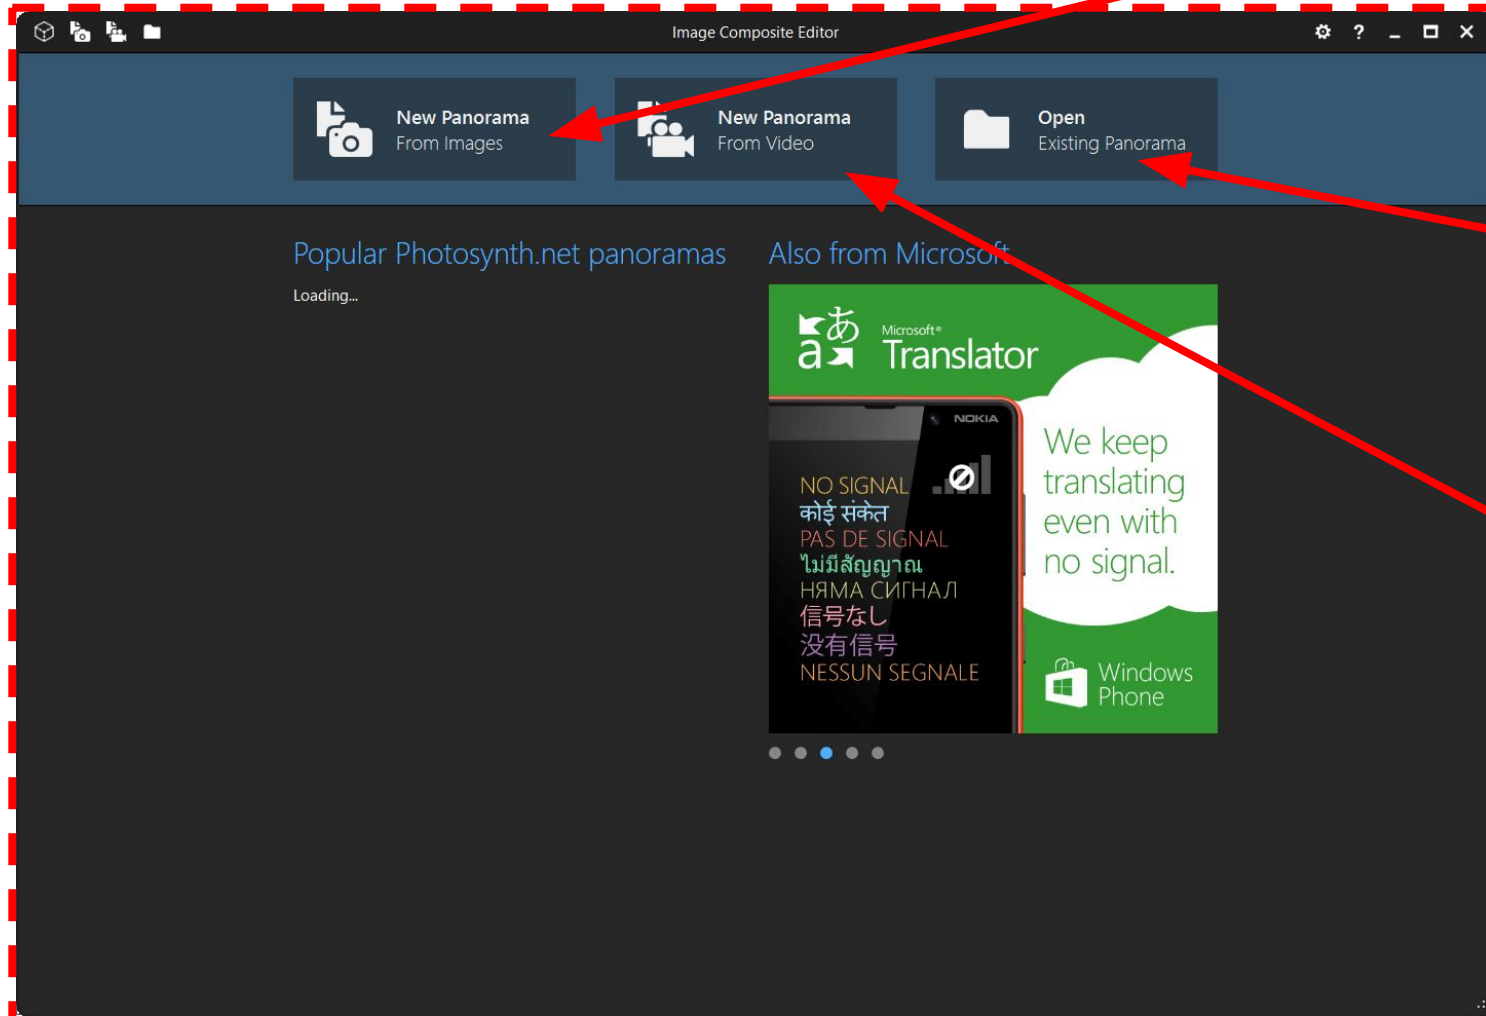 Image Composite Editor
?
New Panorama
From Images
New Panorama
From Video
Open
Existing Panorama
Popular Photosynth.net panoramas
Loading...
Also from Microsoft
あ
a
Microsoft®
Translator
NOKIA
NO SIGNAL
कोई संकेत
PAS DE SIGNAL
ไม่มีสัญญาณ
НЯМА СИГНАЛ
信号なし
没有信号
NESSUN SEGNALE
We keep
translating
even with
no signal.
Windows
Phone